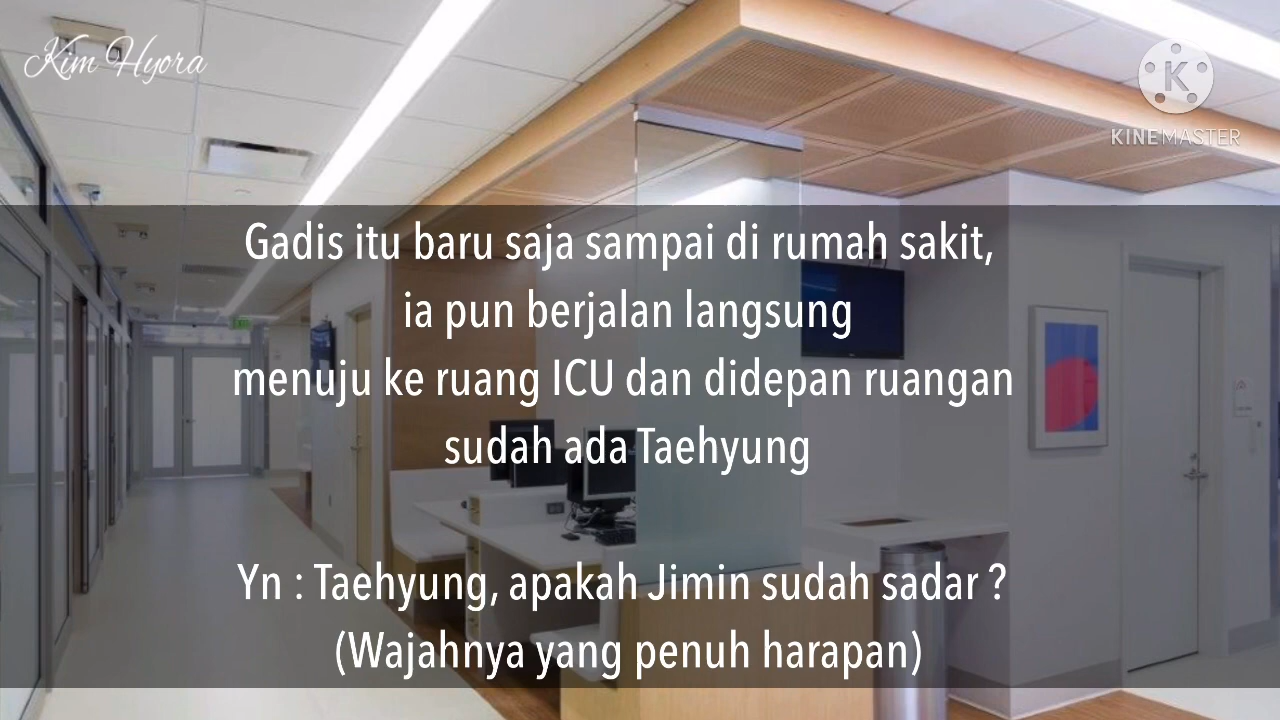 Kim Hyora
KINEMASTER
Gadis itu baru saja sampai di rumah sakit,
ia pun berjalan langsung
menuju ke ruang ICU dan didepan ruangan
sudah ada Taehyung
Yn : Taehyung, apakah Jimin sudah sadar ?
(Wajahnya yang penuh harapan)